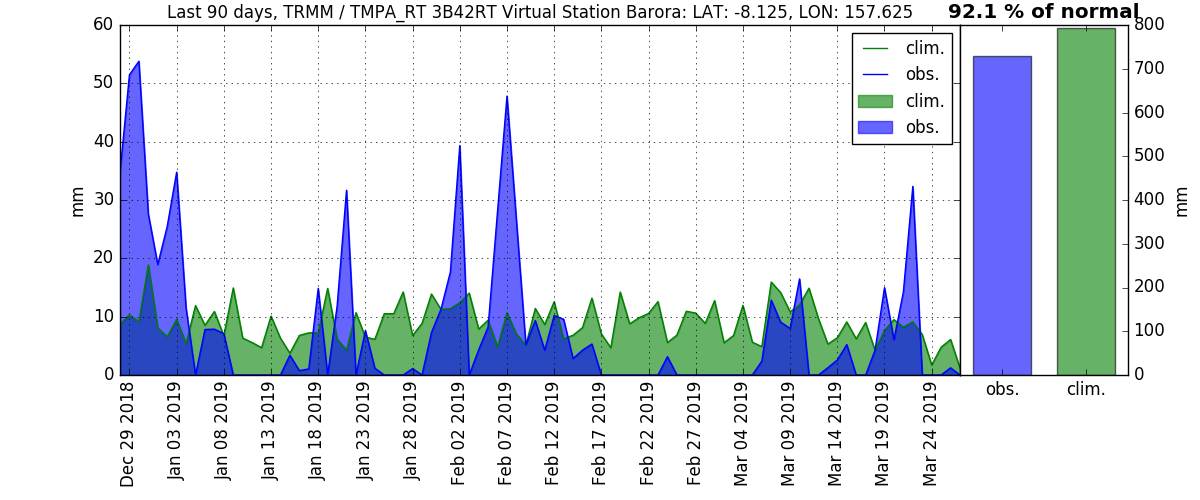 Last 90 days, TRMM / TMPA_RT 3B42RT Virtual Station Barora: LAT: -8.125, LON: 157.625
92.1 % of normal
60
50
40
30
20
10
0
mm
clim.
obs.
clim.
obs.
800
700
600
500
400
300
200
100
0
mm
obs.
clim.
Dec 29 2018
Jan 03 2019
Jan 08 2019
Jan 13 2019
Jan 18 2019
Jan 23 2019
Jan 28 2019
Feb 02 2019
Feb 07 2019
Feb 12 2019
Feb 17 2019
Feb 22 2019
Feb 27 2019
Mar 04 2019
Mar 09 2019
Mar 14 2019
Mar 19 2019
Mar 24 2019